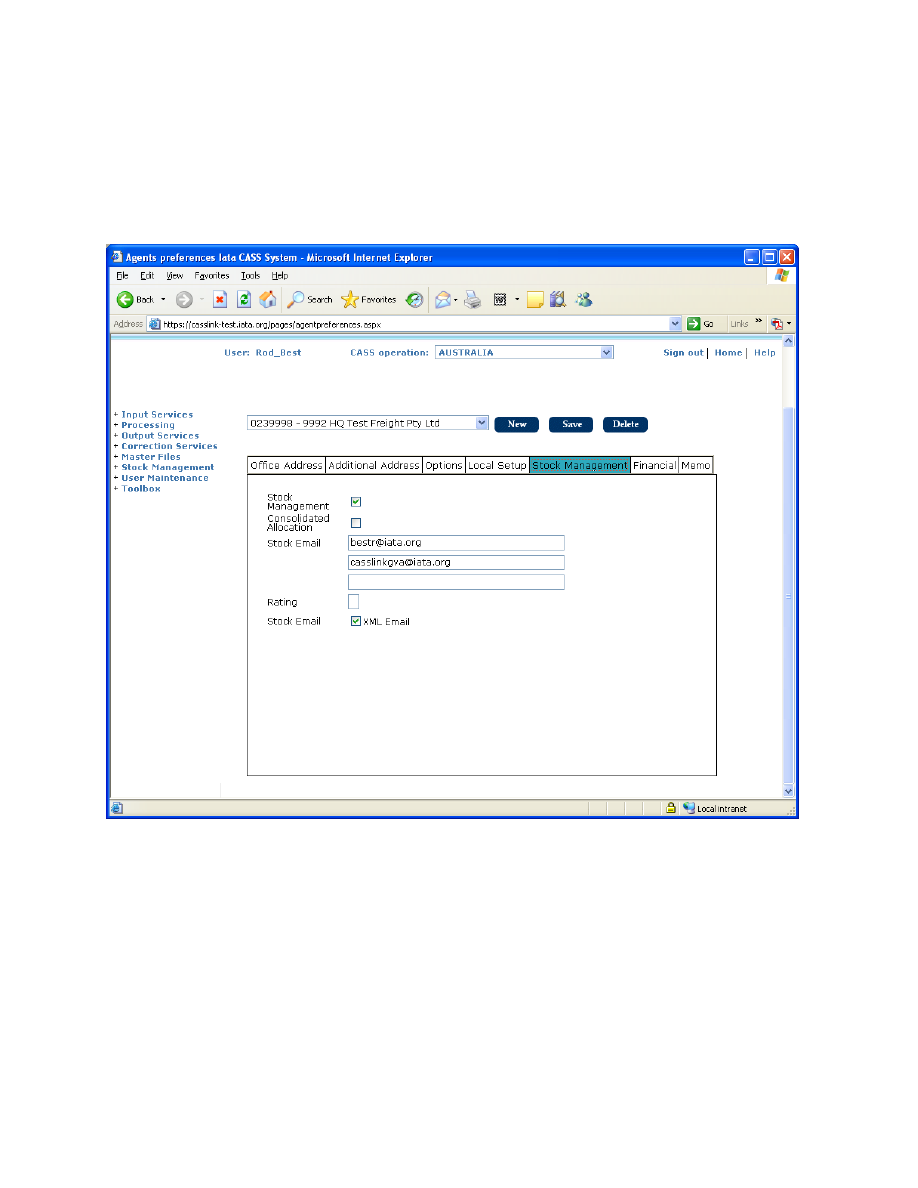 Agents preferences Iata CASS System - Microsoft Internet Explorer
File Edit View Favorites Tools Help
Back Search Favorites
Address https://casslink-test.iata.org/pages/agentpreferences.aspx Go Links »
User: Rod_Best CASS operation: AUSTRALIA Sign out | Home | Help
+ Input Services
+ Processing
+ Output Services
+ Correction Services
+ Master Files
+ Stock Management
+ User Maintenance
+ Toolbox
0239998 - 9992 HQ Test Freight Pty Ltd New Save Delete
Office Address Additional Address Options Local Setup Stock Management Financial Memo
Stock
Management
Consolidated
Allocation
Stock Email bestr@iata.org
casslinkgva@iata.org
Rating
Stock Email XML Email
Local intranet